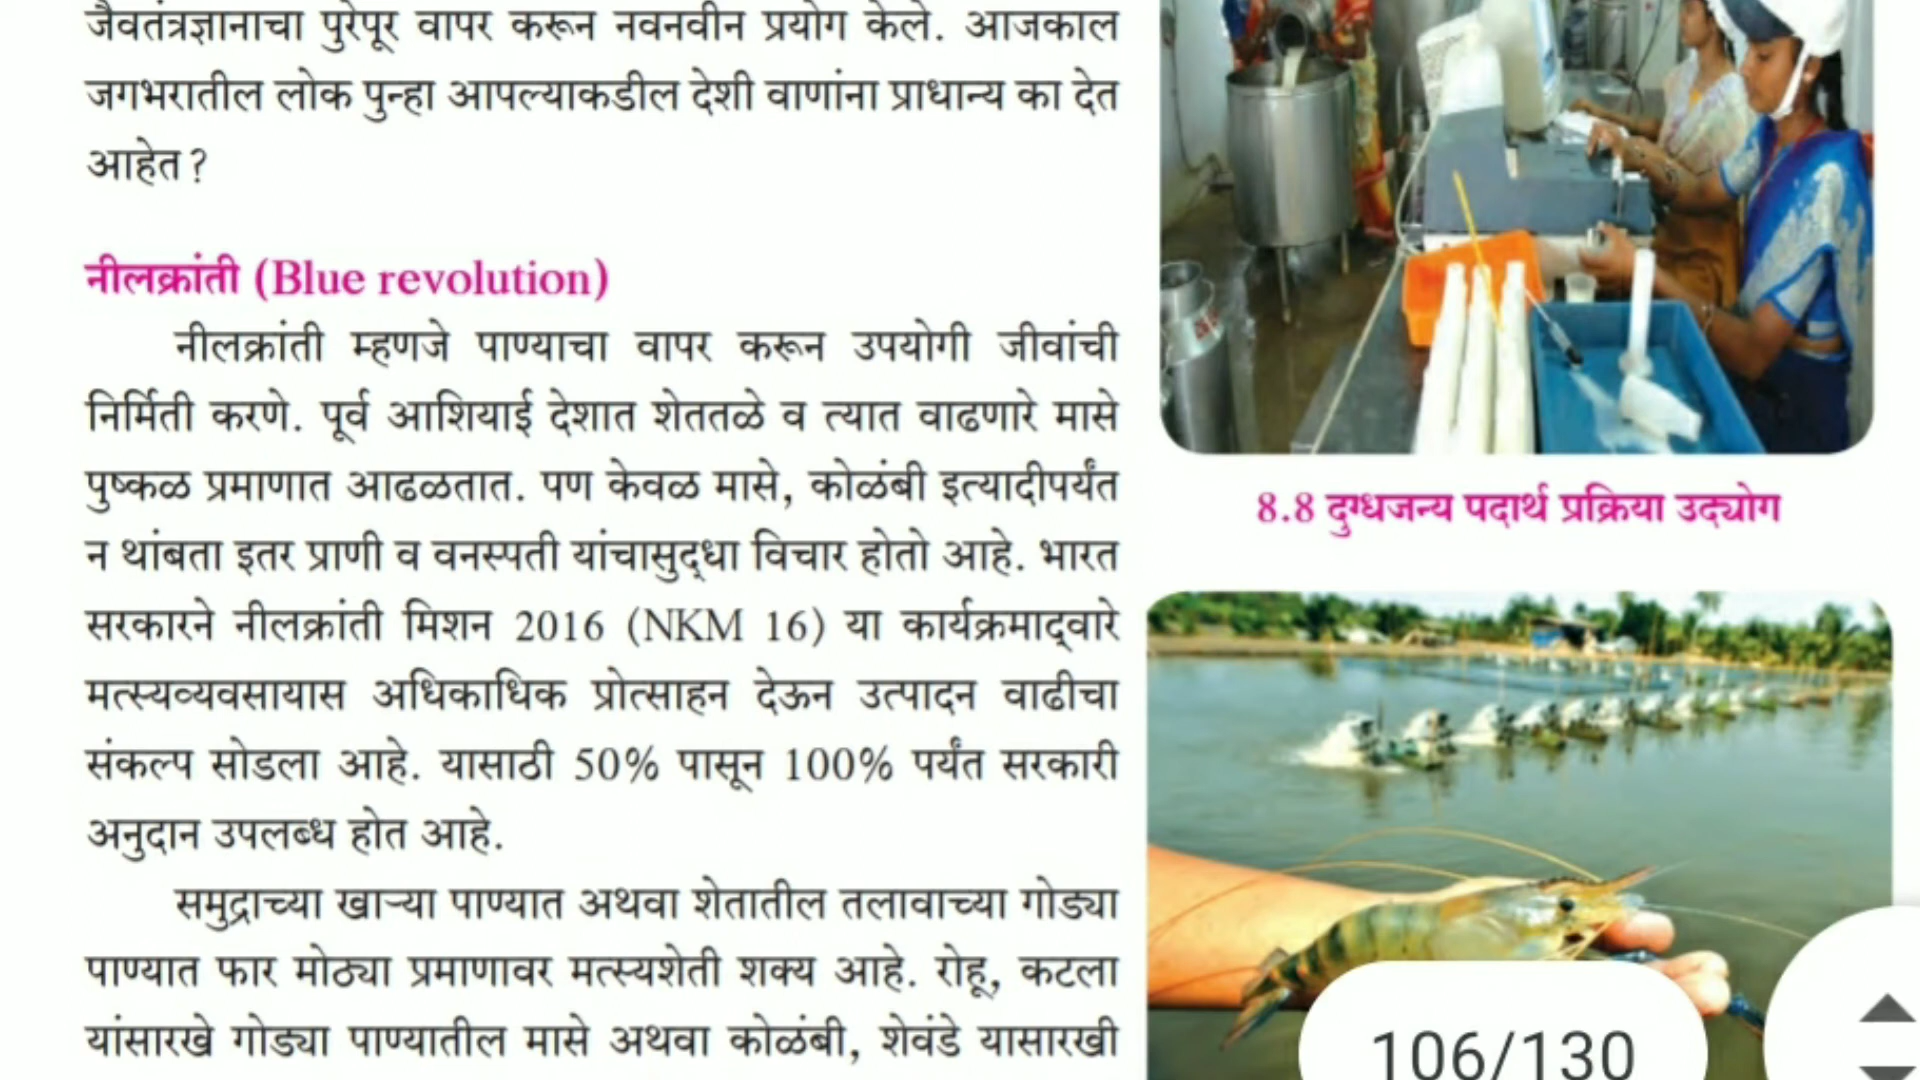 जैवतंत्रज्ञानाचा पुरेपूर वापर करून नवनवीन प्रयोग केले. आजकाल
जगभरातील लोक पुन्हा आपल्याकडील देशी वाणांना प्राधान्य का देत
आहेत ?
नीलक्रांती (Blue revolution)
नीलक्रांती म्हणजे पाण्याचा वापर करून उपयोगी जीवांची
निर्मिती करणे. पूर्व आशियाई देशात शेततळे व त्यात वाढणारे मासे
पुष्कळ प्रमाणात आढळतात. पण केवळ मासे, कोळंबी इत्यादीपर्यंत
न थांबता इतर प्राणी व वनस्पती यांचासुद्धा विचार होतो आहे. भारत
सरकारने नीलक्रांती मिशन 2016 (NKM 16) या कार्यक्रमाद्वारे
मत्स्यव्यवसायास अधिकाधिक प्रोत्साहन देऊन उत्पादन वाढीचा
संकल्प सोडला आहे. यासाठी 50% पासून 100% पर्यंत सरकारी
अनुदान उपलब्ध होत आहे.
समुद्राच्या खाऱ्या पाण्यात अथवा शेतातील तलावाच्या गोड्या
पाण्यात फार मोठ्या प्रमाणावर मत्स्यशेती शक्य आहे. रोहू, कटला
यांसारखे गोड्या पाण्यातील मासे अथवा कोळंबी, शेवंडे यासारखी
8.8 दुग्धजन्य पदार्थ प्रक्रिया उद्योग
106/130